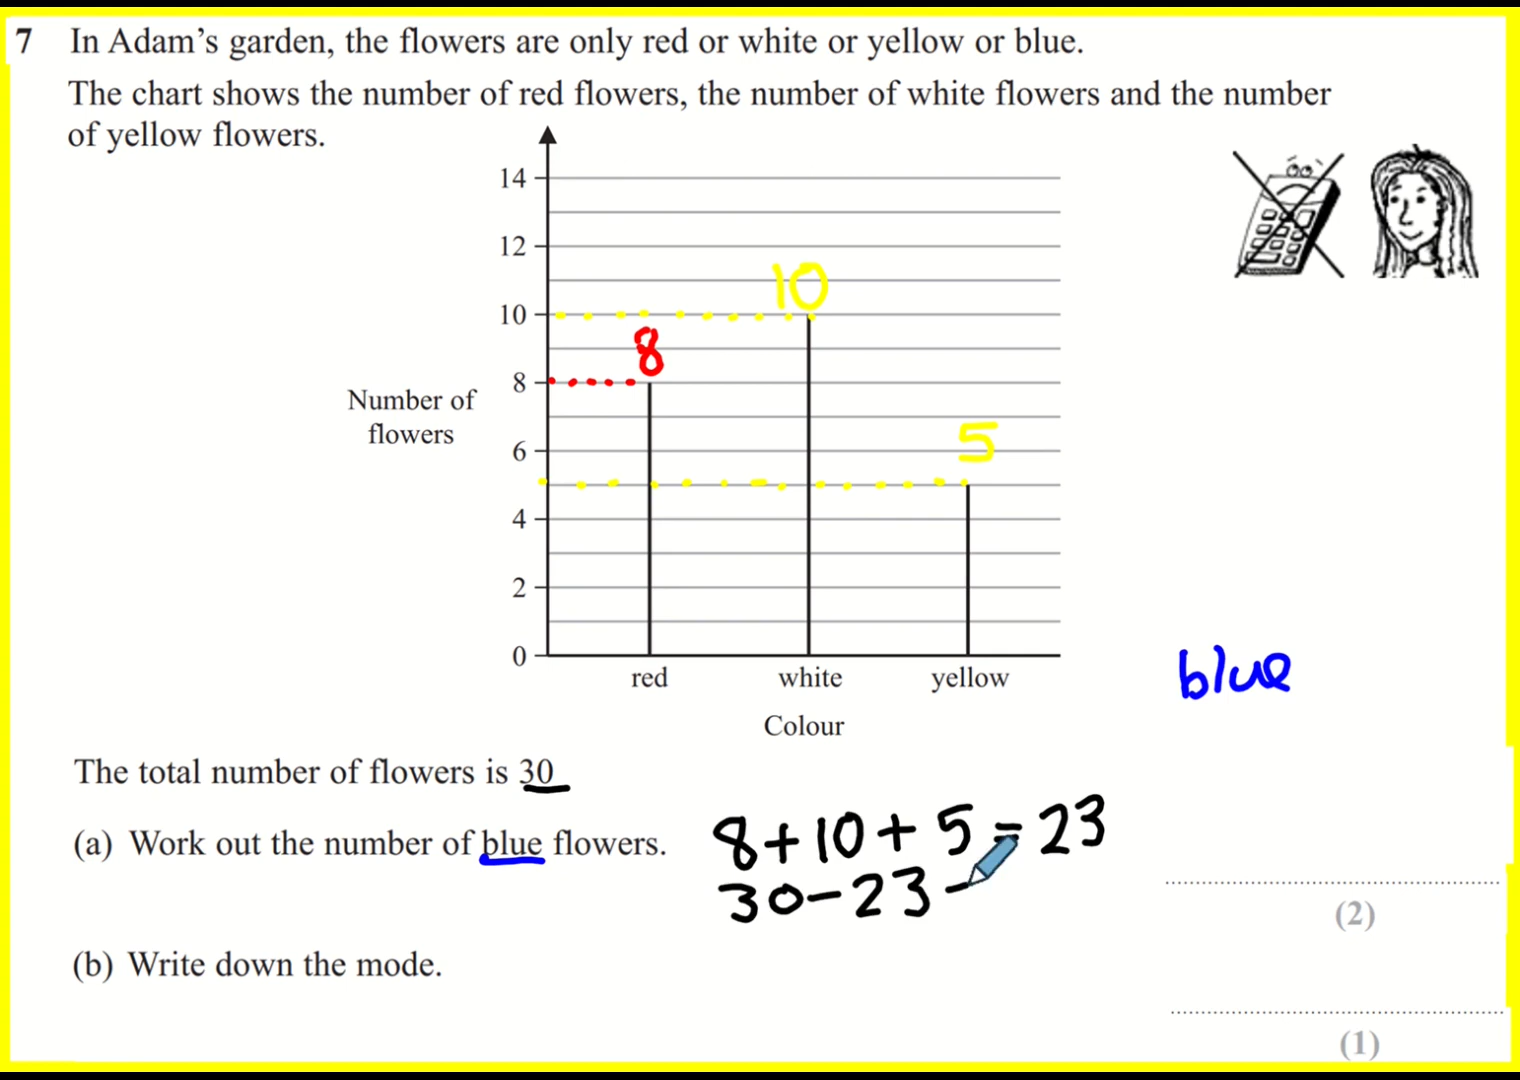 7 In Adam's garden, the flowers are only red or white or yellow or blue.
The chart shows the number of red flowers, the number of white flowers and the number
of yellow flowers.
14
12
10
10
8
8
Number of
flowers
6
5
4
2
0
red white yellow
blue
Colour
The total number of flowers is 30
(a) Work out the number of blue flowers.
8+10+5=23
30-23
(2)
(b) Write down the mode.
(1)